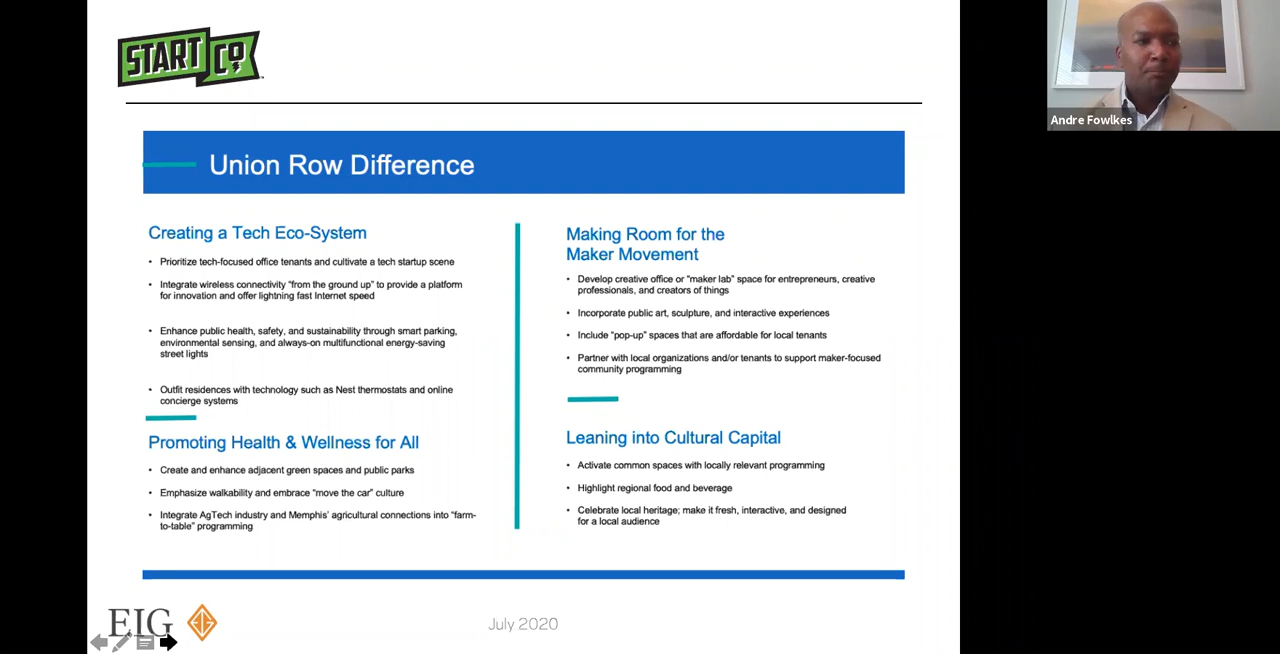 START CO
Andre Fowlkes
Union Row Difference
Creating a Tech Eco-System
• Prioritize tech-focused office tenants and cultivate a tech startup scene
• Integrate wireless connectivity “from the ground up” to provide a platform
for innovation and offer lightning fast Internet speed
• Enhance public health, safety, and sustainability through smart parking,
environmental sensing, and always-on multifunctional energy-saving
street lights
• Outfit residences with technology such as Nest thermostats and online
concierge systems
Promoting Health & Wellness for All
• Create and enhance adjacent green spaces and public parks
• Emphasize walkability and embrace “move the car” culture
• Integrate AgTech industry and Memphis’ agricultural connections into “farm-
to-table” programming
Making Room for the
Maker Movement
• Develop creative office or “maker lab” space for entrepreneurs, creative
professionals, and creators of things
• Incorporate public art, sculpture, and interactive experiences
• Include “pop-up” spaces that are affordable for local tenants
• Partner with local organizations and/or tenants to support maker-focused
community programming
Leaning into Cultural Capital
• Activate common spaces with locally relevant programming
• Highlight regional food and beverage
• Celebrate local heritage; make it fresh, interactive, and designed
for a local audience
EIG
July 2020